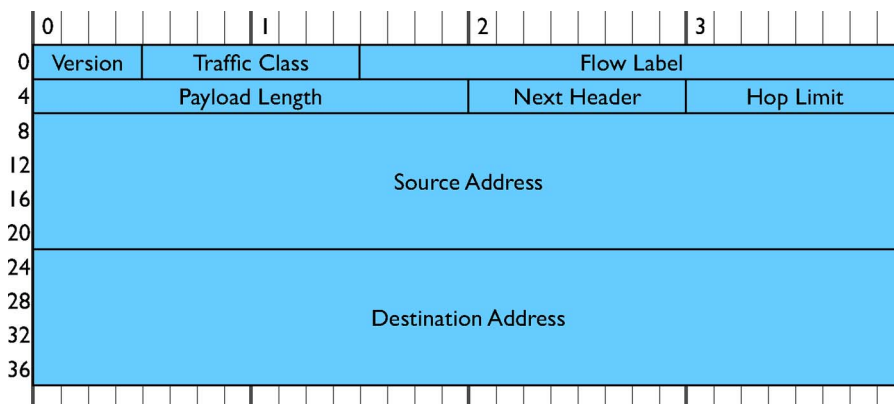 0 1 2 3
0 Version Traffic Class Flow Label
4 Payload Length Next Header Hop Limit
8
12
Source Address
16
20
24
28
Destination Address
32
36